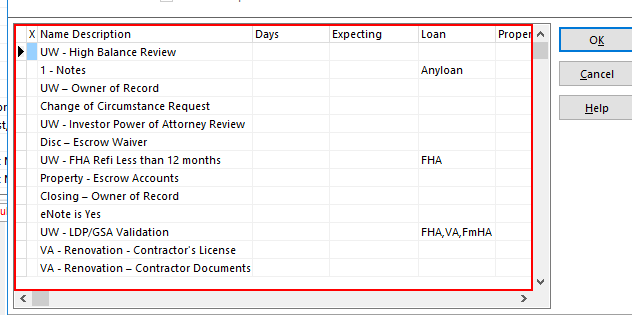 X Name Description Days Expecting Loan Proper
UW - High Balance Review
1 - Notes Anyloan
UW – Owner of Record
Change of Circumstance Request
UW - Investor Power of Attorney Review
Disc – Escrow Waiver
UW - FHA Refi Less than 12 months FHA
Property - Escrow Accounts
Closing – Owner of Record
eNote is Yes
UW - LDP/GSA Validation FHA,VA,FmHA
VA - Renovation - Contractor's License
VA - Renovation – Contractor Documents
OK
Cancel
Help